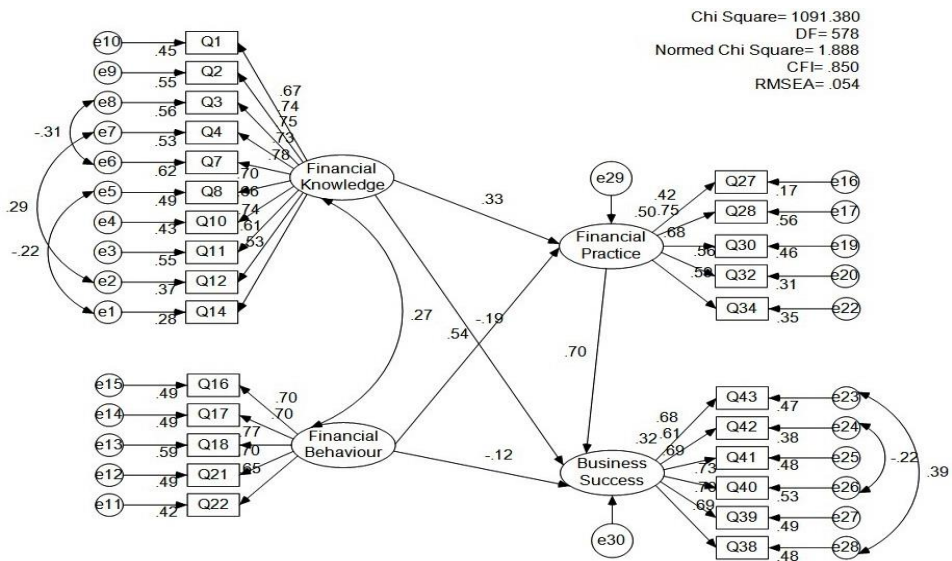 Chi Square= 1091.380
DF= 578
Normed Chi Square= 1.888
CFI= .850
RMSEA= .054
e10
.45
Q1
e9
.55
Q2
e8
.56
Q3
e7
.53
Q4
e6
.62
Q7
e5
.49
Q8
e4
.43
Q10
e3
.55
Q11
e2
.37
Q12
e1
.28
Q14
-.31
.29
-.22
.67
.74
.75
.73
.78
.70
.66
.74
.61
.53
Financial
Knowledge
.33
.27
.54
-.19
e29
Financial
Practice
.50
.42
.75
.68
.56
.59
Q27
.17
e16
Q28
.56
e17
Q30
.46
e19
Q32
.31
e20
Q34
.35
e22
.70
e15
.49
Q16
e14
.49
Q17
e13
.59
Q18
e12
.49
Q21
e11
.42
Q22
.70
.70
.77
.70
.65
Financial
Behaviour
-.12
Business
Success
e30
.32
.68
.61
.69
.73
.70
.69
Q43
.47
e23
Q42
.38
e24
Q41
.48
e25
Q40
.53
e26
Q39
.49
e27
Q38
.48
e28
-.22
.39